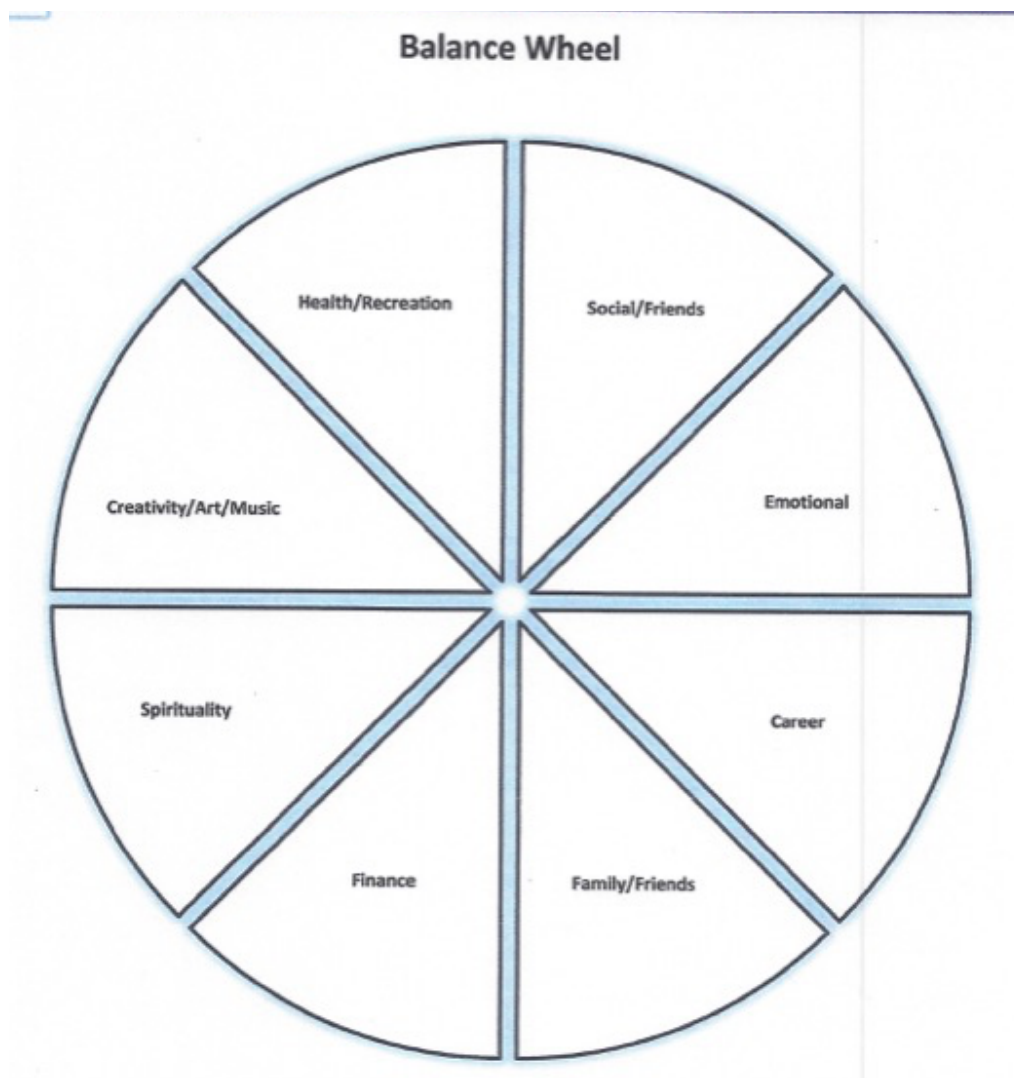 Balance Wheel
Health/Recreation
Social/Friends
Creativity/Art/Music
Emotional
Spirituality
Career
Finance
Family/Friends